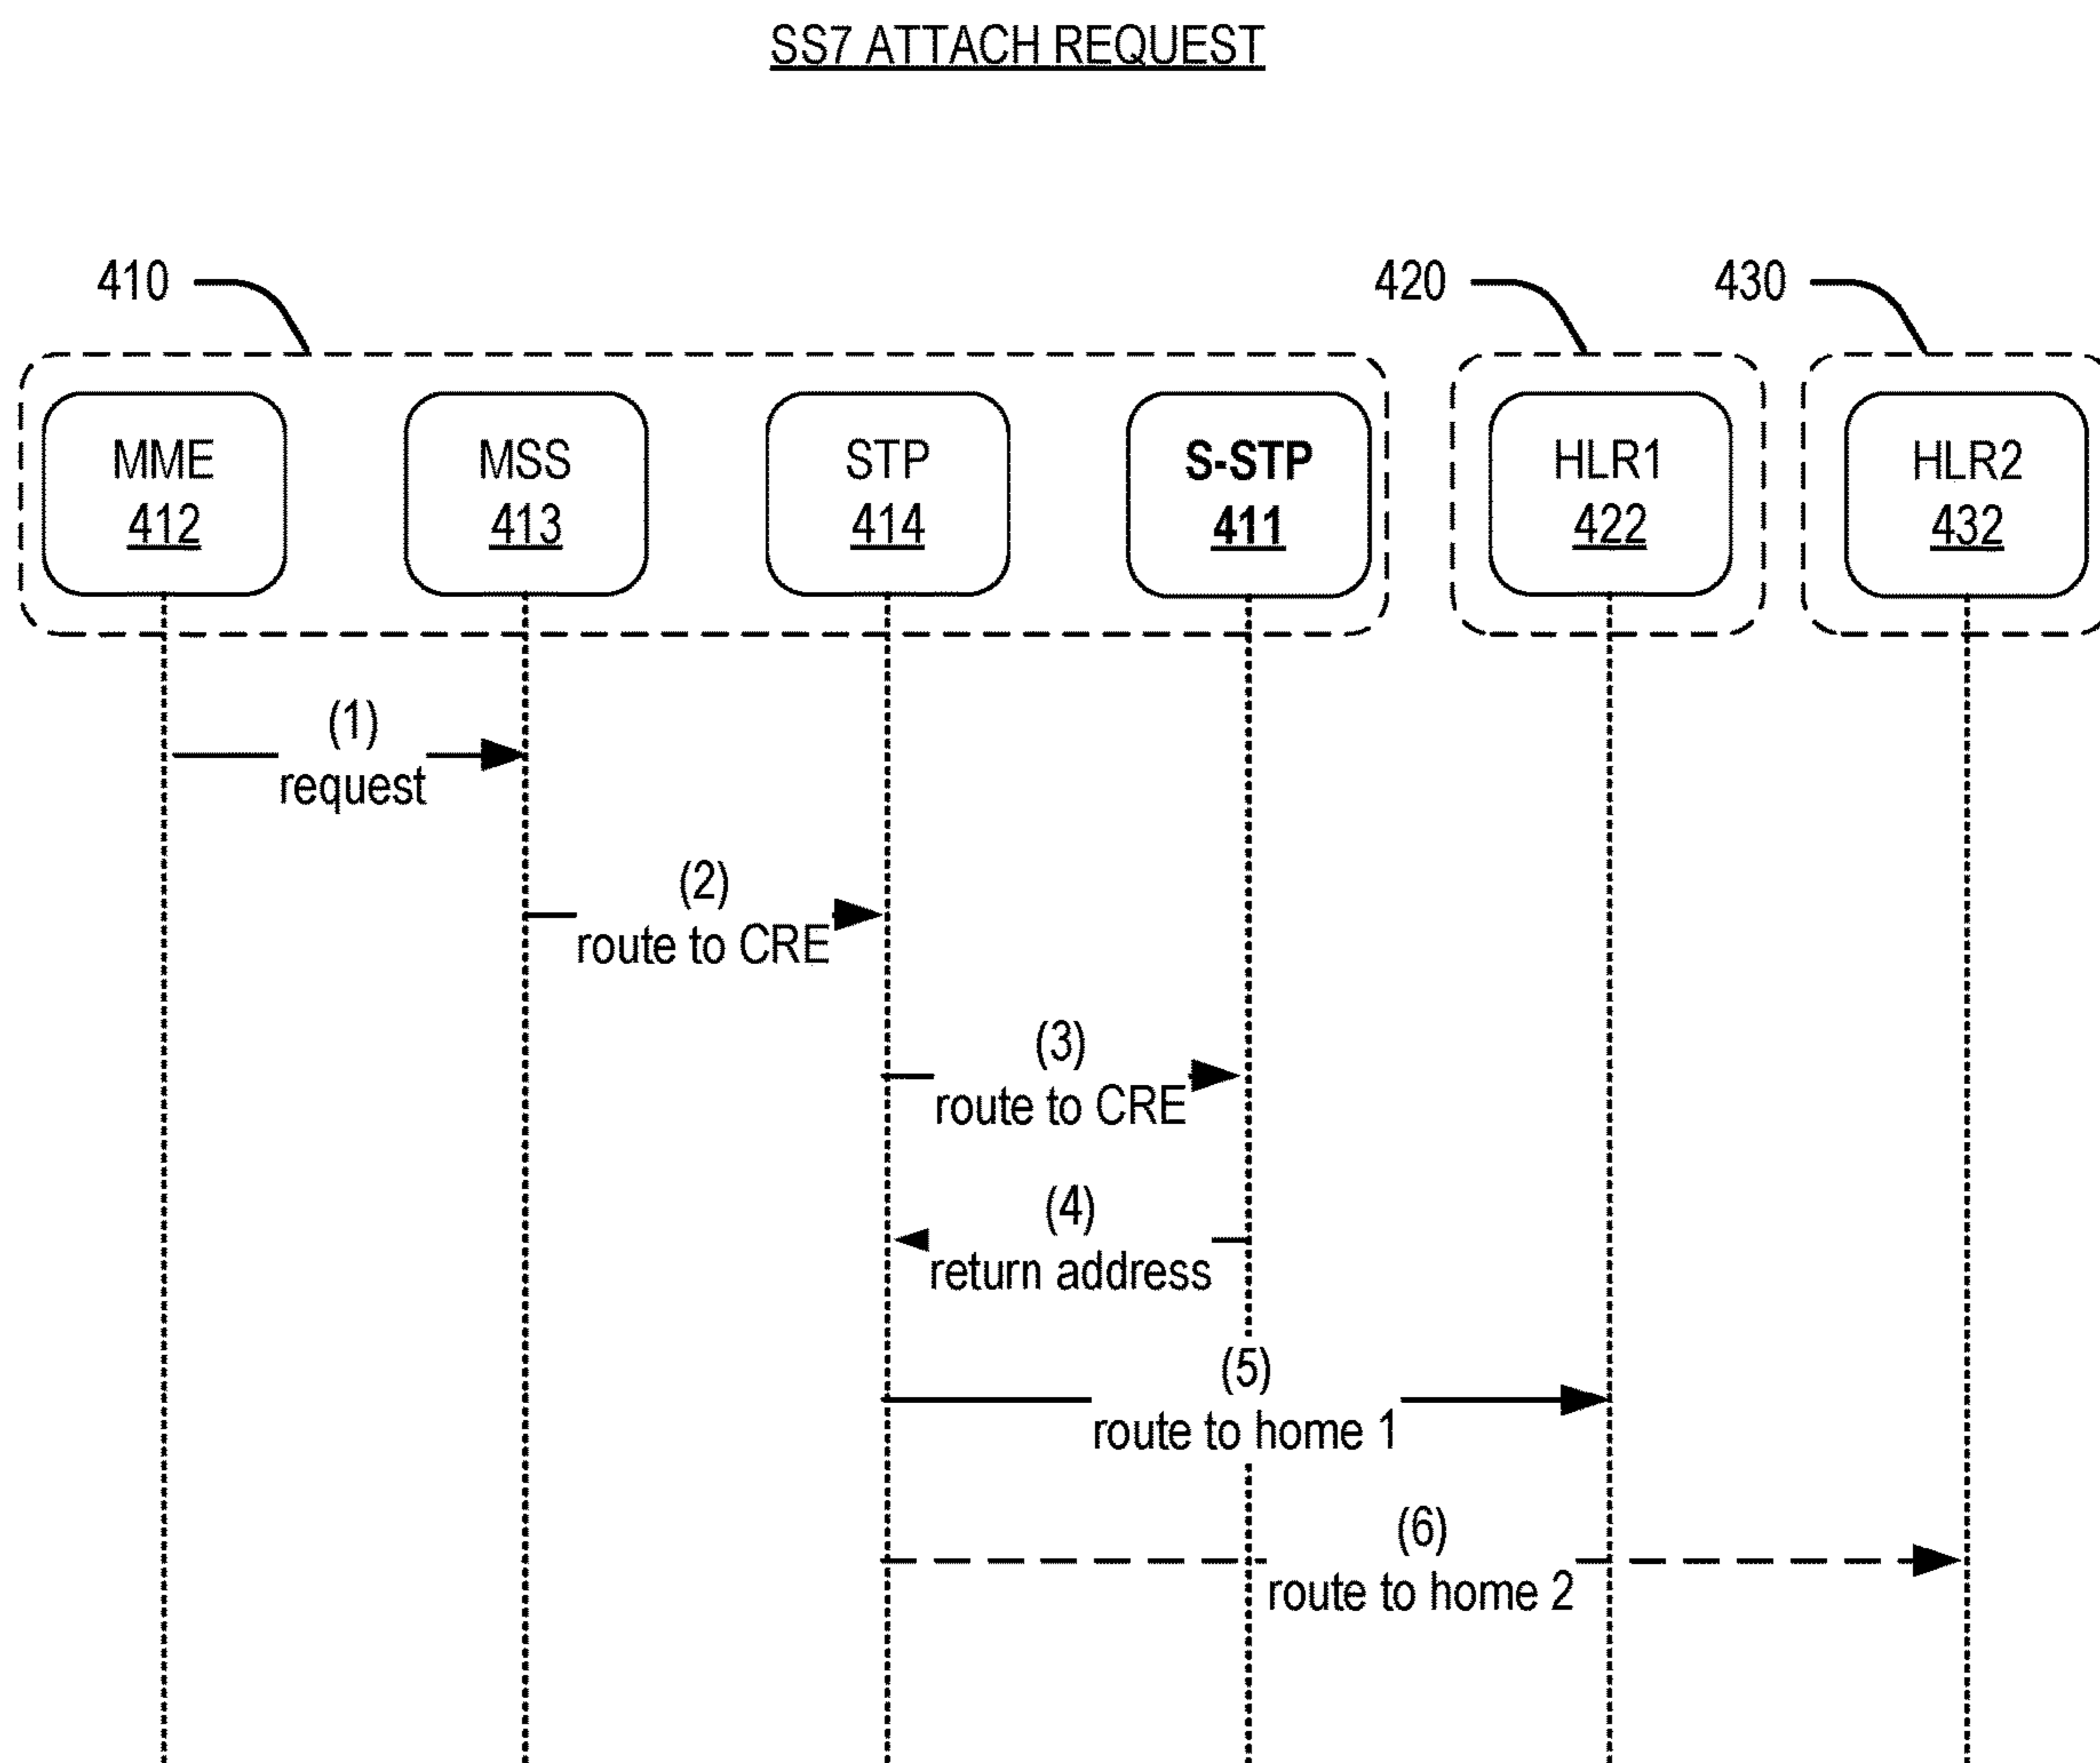 SS7 ATTACH REQUEST
410
420
430
MME
412
MSS
413
STP
414
S-STP
411
HLR1
422
HLR2
432
(1)
request
(2)
route to CRE
(3)
route to CRE
(4)
return address
(5)
route to home 1
(6)
route to home 2